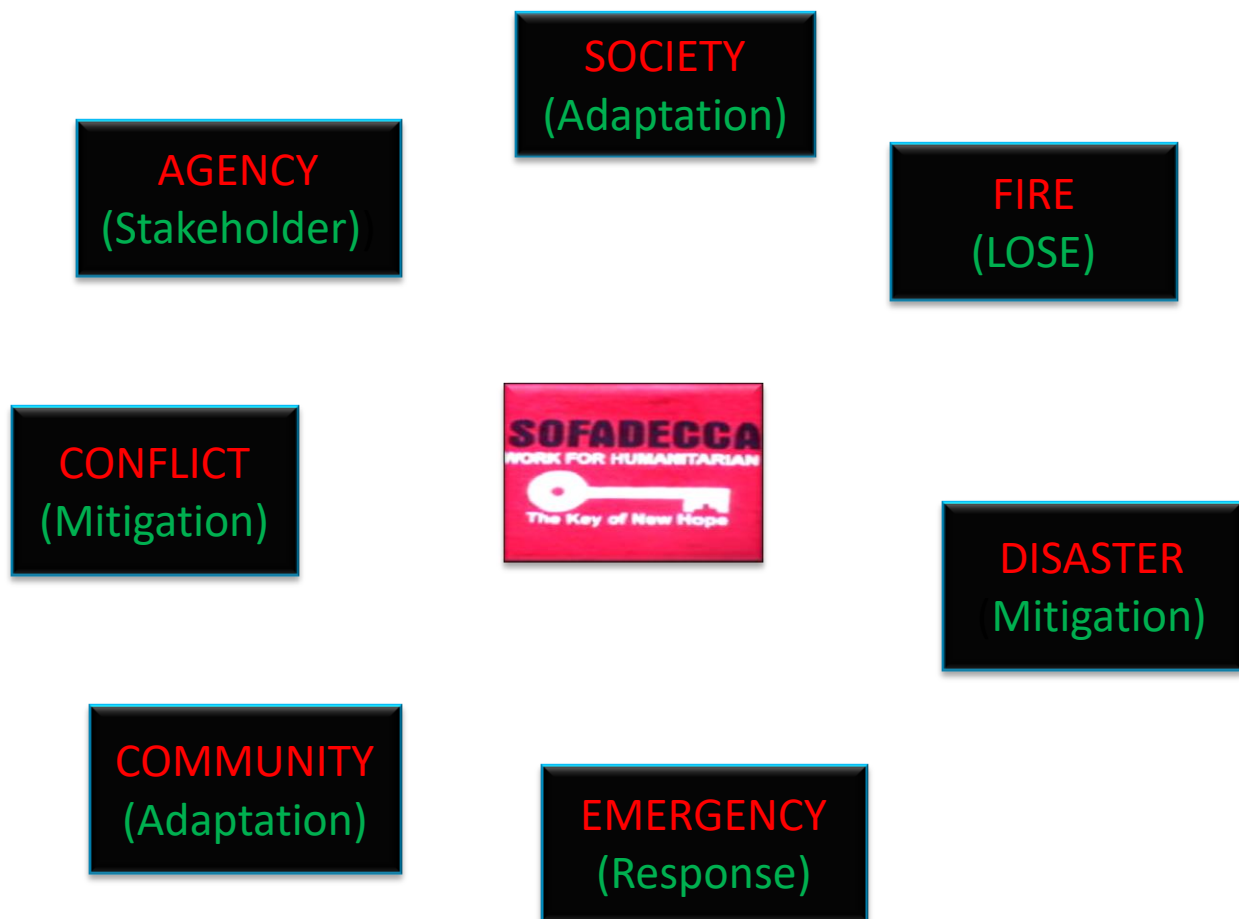 SOCIETY
(Adaptation)
AGENCY
(Stakeholder)
FIRE
(LOSE)
CONFLICT
(Mitigation)
SOFADECCA
WORK FOR HUMANITARIAN
The Key of New Hope
DISASTER
(Mitigation)
COMMUNITY
(Adaptation)
EMERGENCY
(Response)